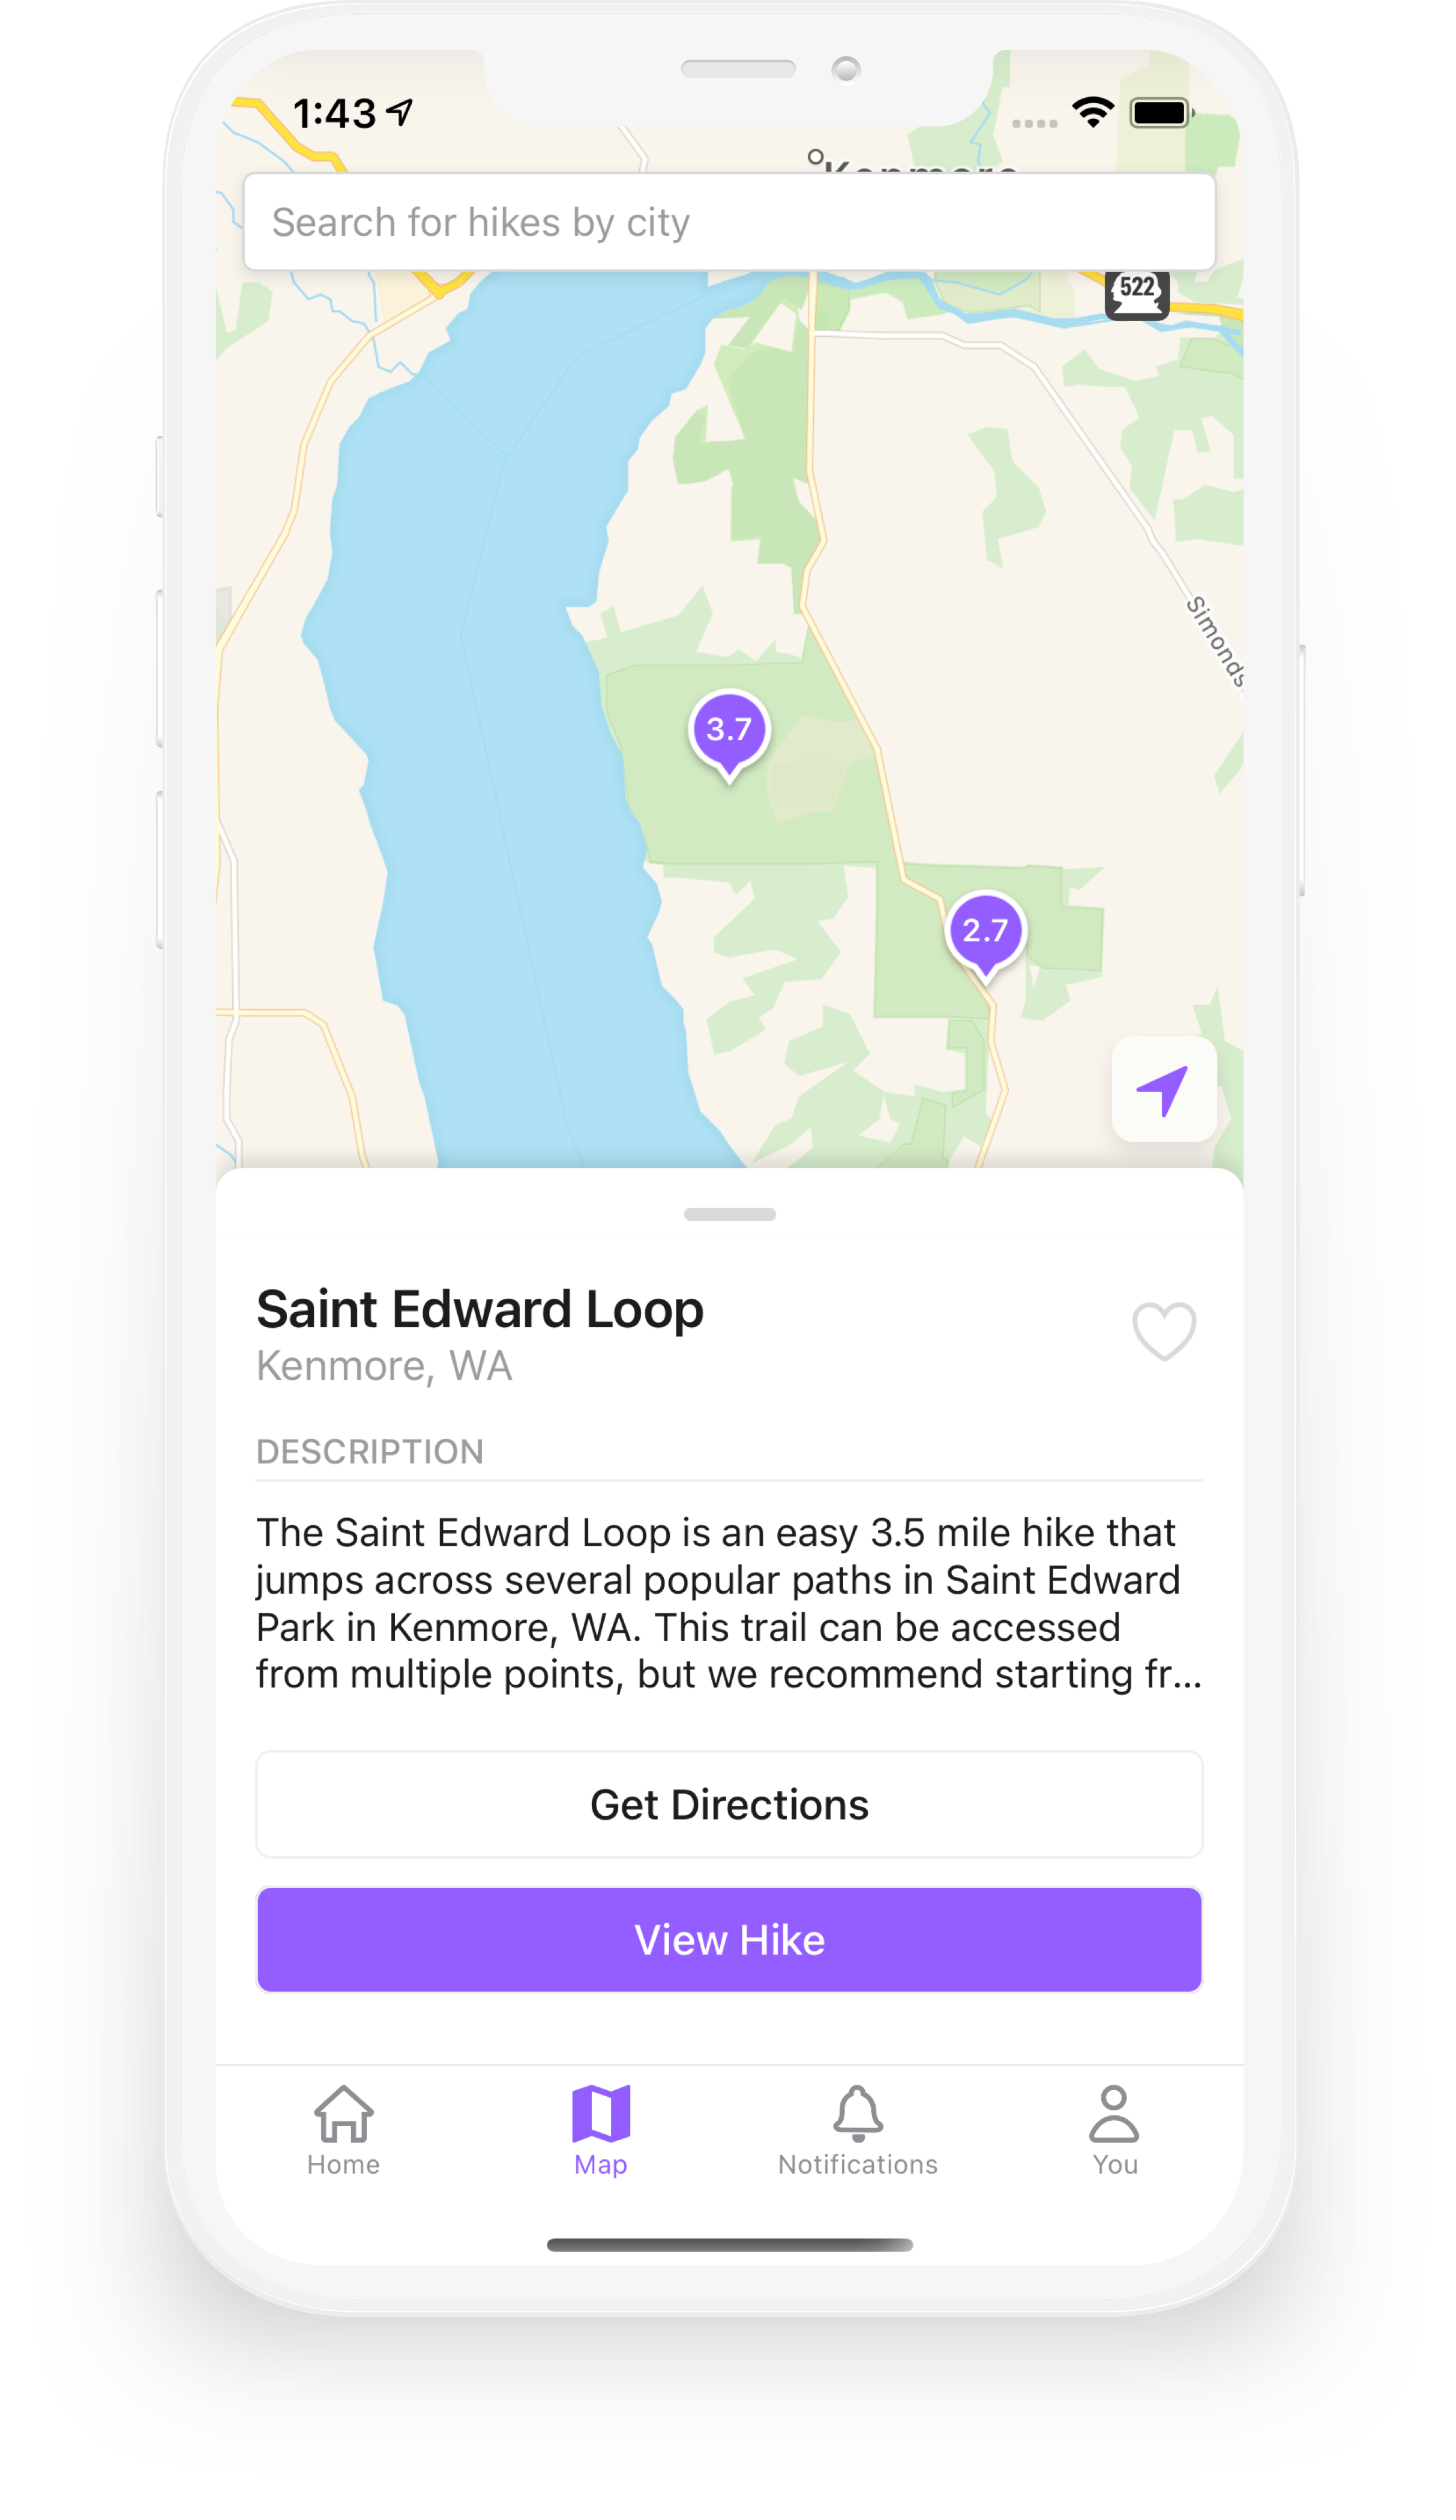 1:43
Kenmore
Search for hikes by city
522
Simonds
3.7
2.7
Saint Edward Loop
Kenmore, WA
DESCRIPTION
The Saint Edward Loop is an easy 3.5 mile hike that
jumps across several popular paths in Saint Edward
Park in Kenmore, WA. This trail can be accessed
from multiple points, but we recommend starting fr...
Get Directions
View Hike
Home
Map
Notifications
You